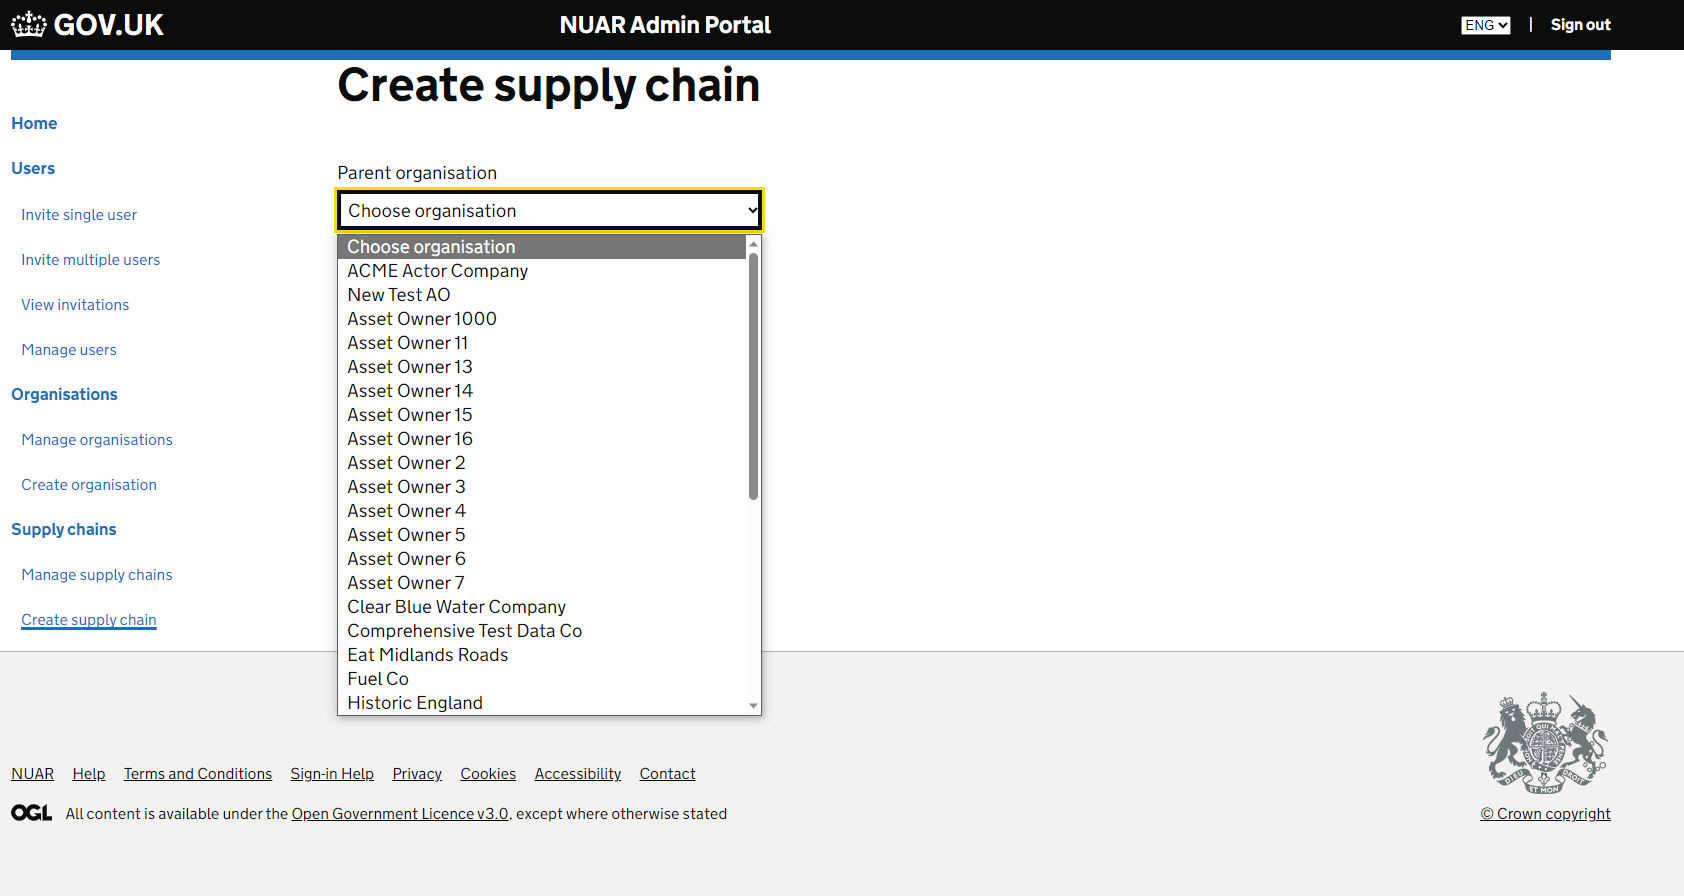 GOV.UK
NUAR Admin Portal
ENG
|
Sign out
Create supply chain
Home
Users
Invite single user
Invite multiple users
View invitations
Manage users
Organisations
Manage organisations
Create organisation
Supply chains
Manage supply chains
Create supply chain
Parent organisation
Choose organisation
Choose organisation
ACME Actor Company
New Test AO
Asset Owner 1000
Asset Owner 11
Asset Owner 13
Asset Owner 14
Asset Owner 15
Asset Owner 16
Asset Owner 2
Asset Owner 3
Asset Owner 4
Asset Owner 5
Asset Owner 6
Asset Owner 7
Clear Blue Water Company
Comprehensive Test Data Co
Eat Midlands Roads
Fuel Co
Historic England
NUAR Help Terms and Conditions Sign-in Help Privacy Cookies Accessibility Contact
OGL All content is available under the Open Government Licence v3.0, except where otherwise stated
DIEU ET MON DROIT
© Crown copyright